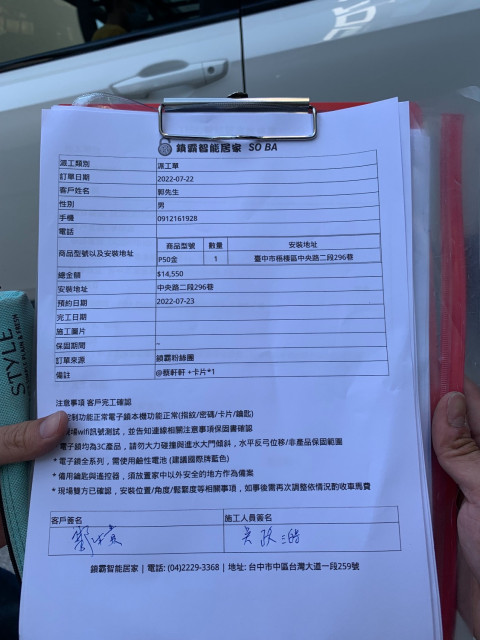 鎖霸智能居家 SO BA
派工類別 派工單
訂單日期 2022-07-22
客戶姓名 郭先生
性別 男
手機 0912161928
電話
商品型號以及安裝地址 商品型號 數量 安裝地址
P50金 1 臺中市梧棲區中央路二段296巷
總金額 $14,550
安裝地址 中央路二段296巷
預約日期 2022-07-23
完工日期
施工圖片
保固期間 –
訂單來源 鎖霸粉絲團
備註 @蔡軒軒 +卡片*1
注意事項 客戶完工確認
制功能正常電子鎖本機功能正常(指紋/密碼/卡片/鑰匙)
場wifi訊號測試，並告知連線相關注意事項保固書確認
電子鎖均為3C產品，請勿大力碰撞與進水大門傾斜，水平反弓位移/非產品保固範圍
* 電子鎖全系列，需使用鹼性電池 (建議國際牌藍色)
* 備用鑰匙與遙控器，須放置家中以外安全的地方作為備案
* 現場雙方已確認，安裝位置/角度/鬆緊度等相關事項，如事後需再次調整依情況酌收車馬費
客戶簽名 施工人員簽名
鎖霸智能居家 | 電話: (04)2229-3368 | 地址: 台中市中區台灣大道一段259號
STYLE